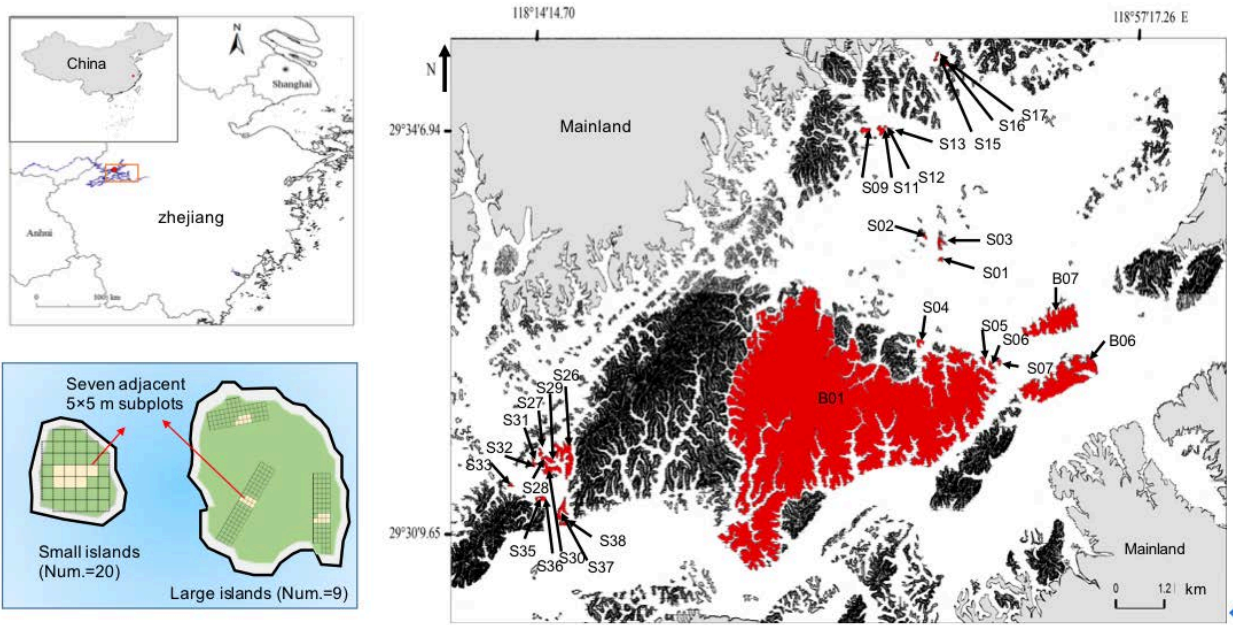 118°14′14.70
118°57′17.26 E
N
China
Shanghai
N
Mainland
S17
S16
S15
29°34′6.94
S13
S12
S09
S11
zhejiang
Anhui
S02
S03
S01
B07
0
100 km
S04
S05
S06
B06
S07
Seven adjacent
5×5 m subplots
S26
S29
S27
S31
S32
S33
B01
S28
29°30′9.65
S38
S35
S30
S36
S37
Small islands
(Num.=20)
Large islands (Num.=9)
Mainland
0
1.2
km